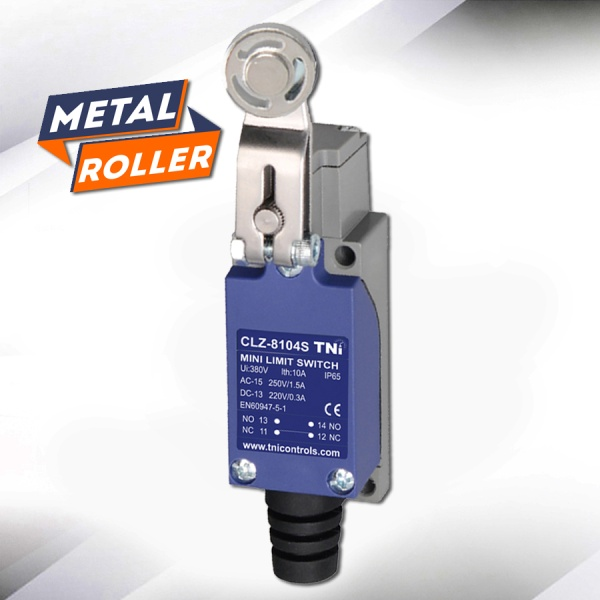 METAL
ROLLER
CLZ-8104S TNi
MINI LIMIT SWITCH
Ui:380V Ith:10A IP65
AC-15 250V/1.5A
DC-13 220V/0.3A
EN60947-5-1 CE
NO 13 14 NO
NC 11 12 NC
www.tnicontrols.com